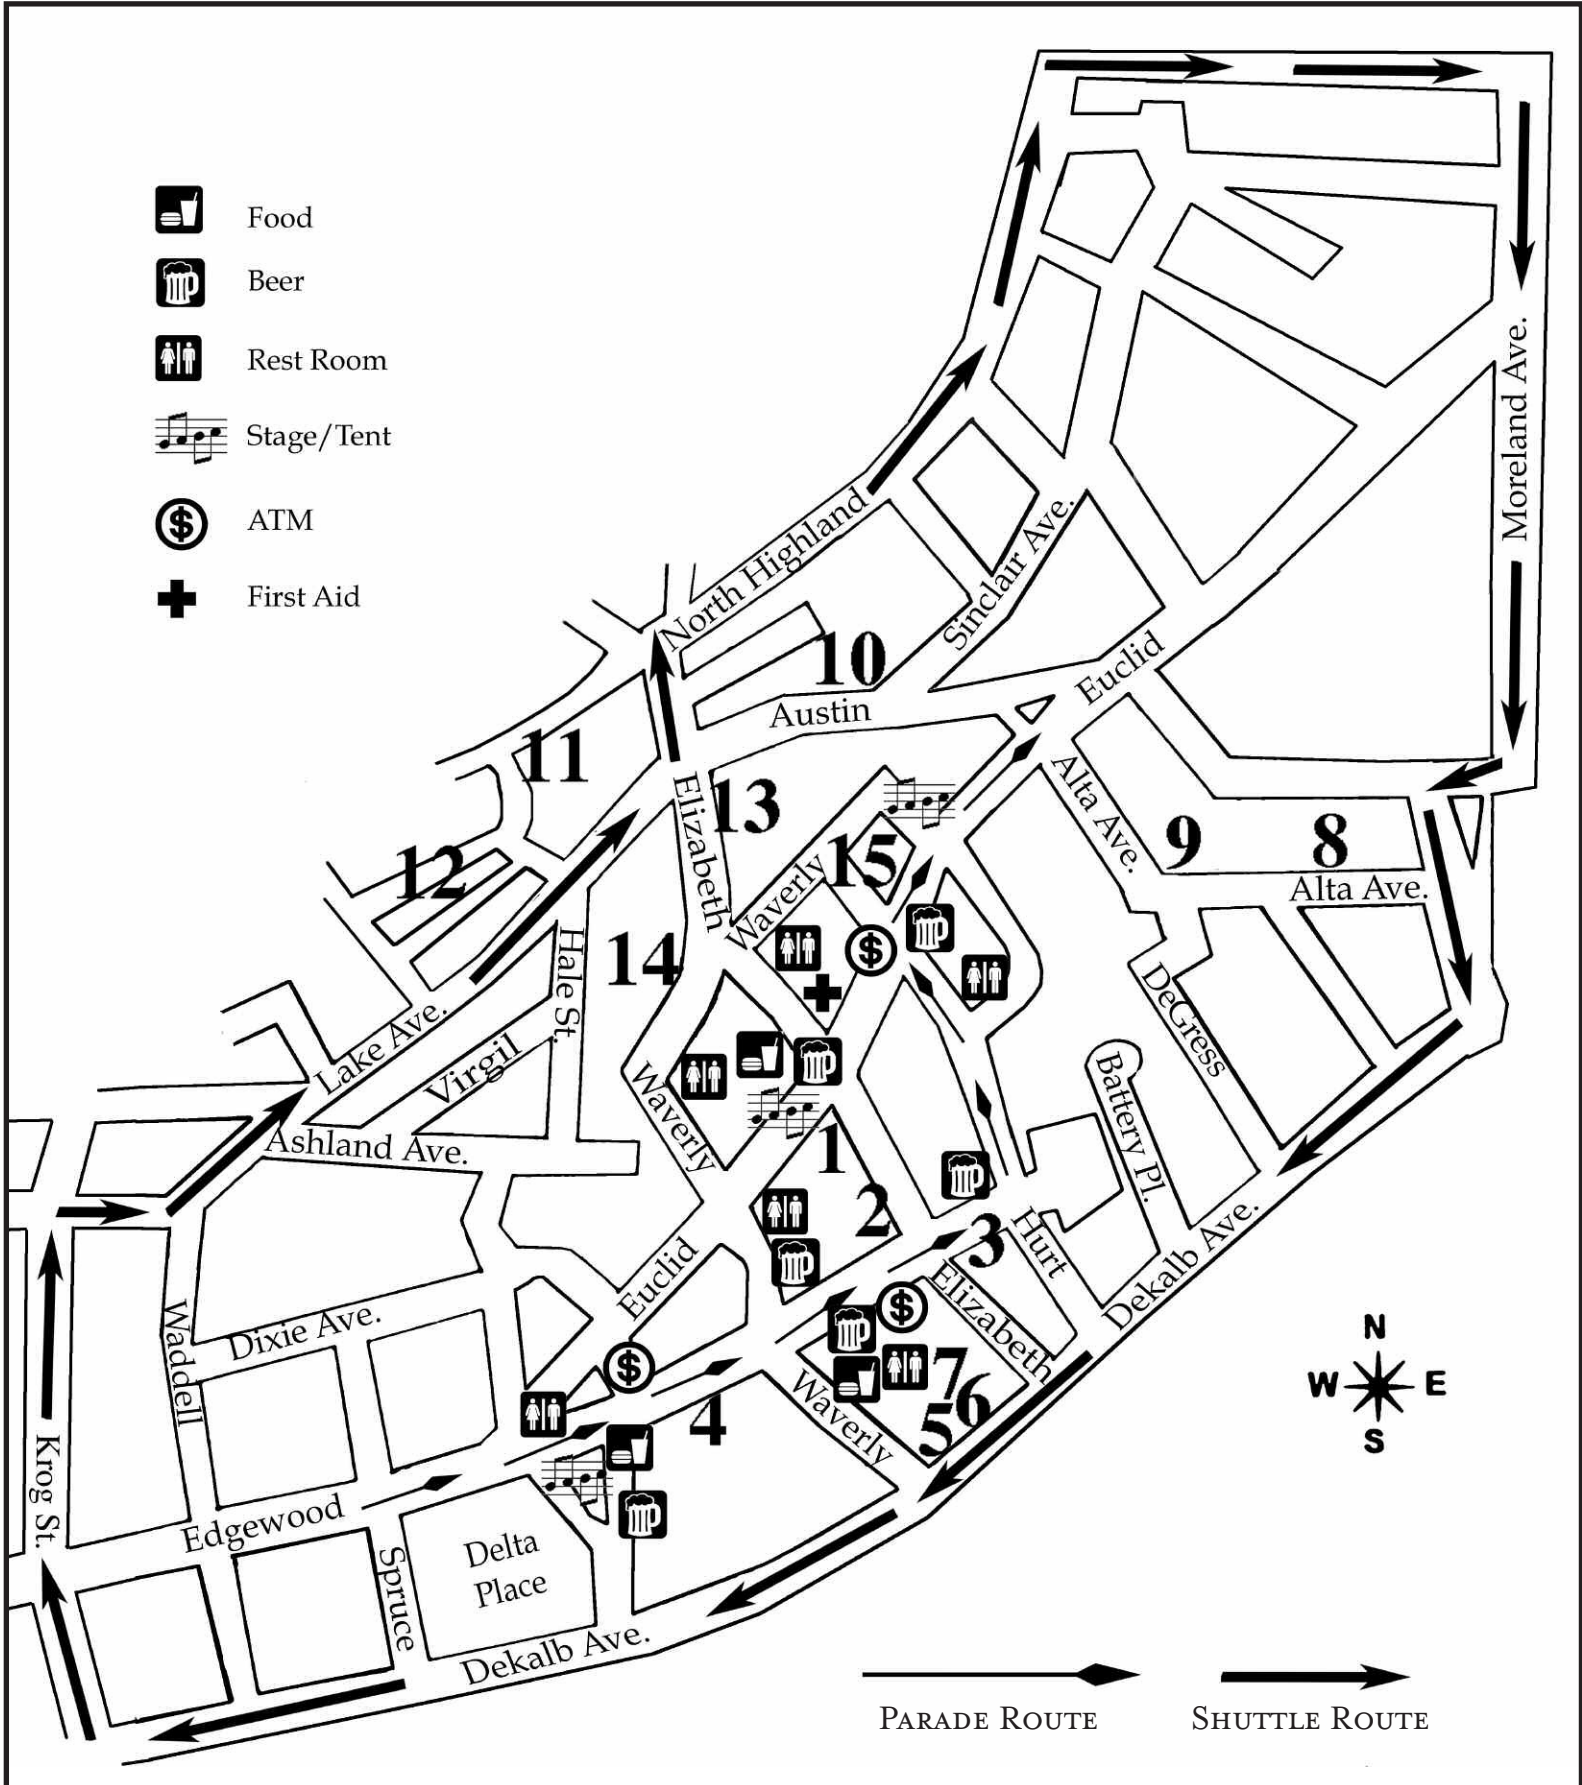 Food
Beer
Rest Room
Stage/Tent
ATM
First Aid
Moreland Ave.
North Highland
Sinclair Ave.
10
Euclid
Austin
11
Elizabeth
13
Alta Ave.
9
8
12
Waverly
15
Alta Ave.
Hale St.
14
$
DeGress
Lake Ave.
Virgil
Waverly
Battery Pl.
Ashland Ave.
1
2
3
Hurt
Dekalb Ave.
Euclid
Elizabeth
$
Waddell
Dixie Ave.
$
7
6
5
4
Waverly
N
W E
S
Krog St.
Edgewood
Spruce
Delta
Place
Dekalb Ave.
Parade Route
Shuttle Route
$